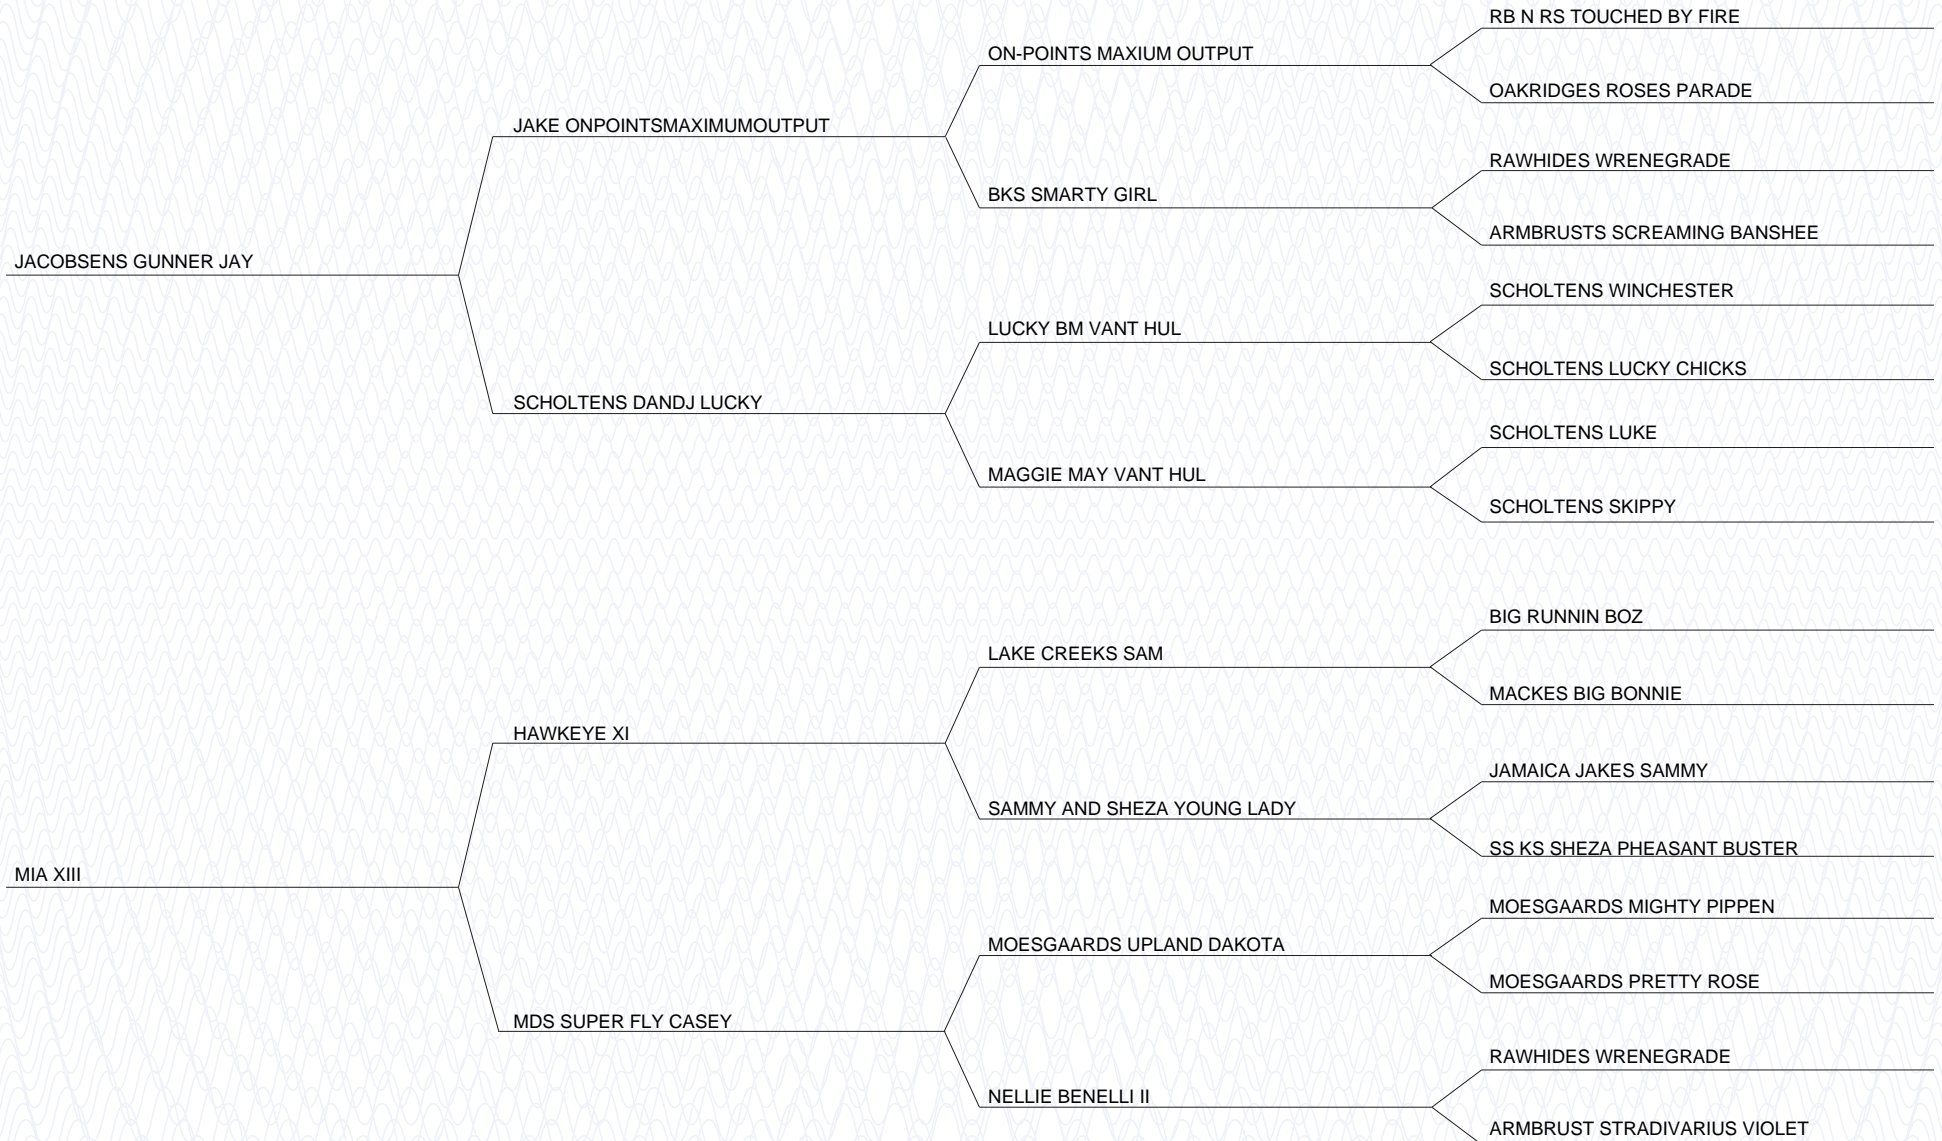 RB N RS TOUCHED BY FIRE
ON-POINTS MAXIUM OUTPUT
OAKRIDGES ROSES PARADE
JAKE ONPOINTSMAXIMUMOUTPUT
RAWHIDES WRENEGRADE
BKS SMARTY GIRL
ARMBRUSTS SCREAMING BANSHEE
JACOBSENS GUNNER JAY
SCHOLTENS WINCHESTER
LUCKY BM VANT HUL
SCHOLTENS LUCKY CHICKS
SCHOLTENS DANDJ LUCKY
SCHOLTENS LUKE
MAGGIE MAY VANT HUL
SCHOLTENS SKIPPY
BIG RUNNIN BOZ
LAKE CREEKS SAM
MACKES BIG BONNIE
HAWKEYE XI
JAMAICA JAKES SAMMY
SAMMY AND SHEZA YOUNG LADY
SS KS SHEZA PHEASANT BUSTER
MIA XIII
MOESGAARDS MIGHTY PIPPEN
MOESGAARDS UPLAND DAKOTA
MOESGAARDS PRETTY ROSE
MDS SUPER FLY CASEY
RAWHIDES WRENEGRADE
NELLIE BENELLI II
ARMBRUST STRADIVARIUS VIOLET